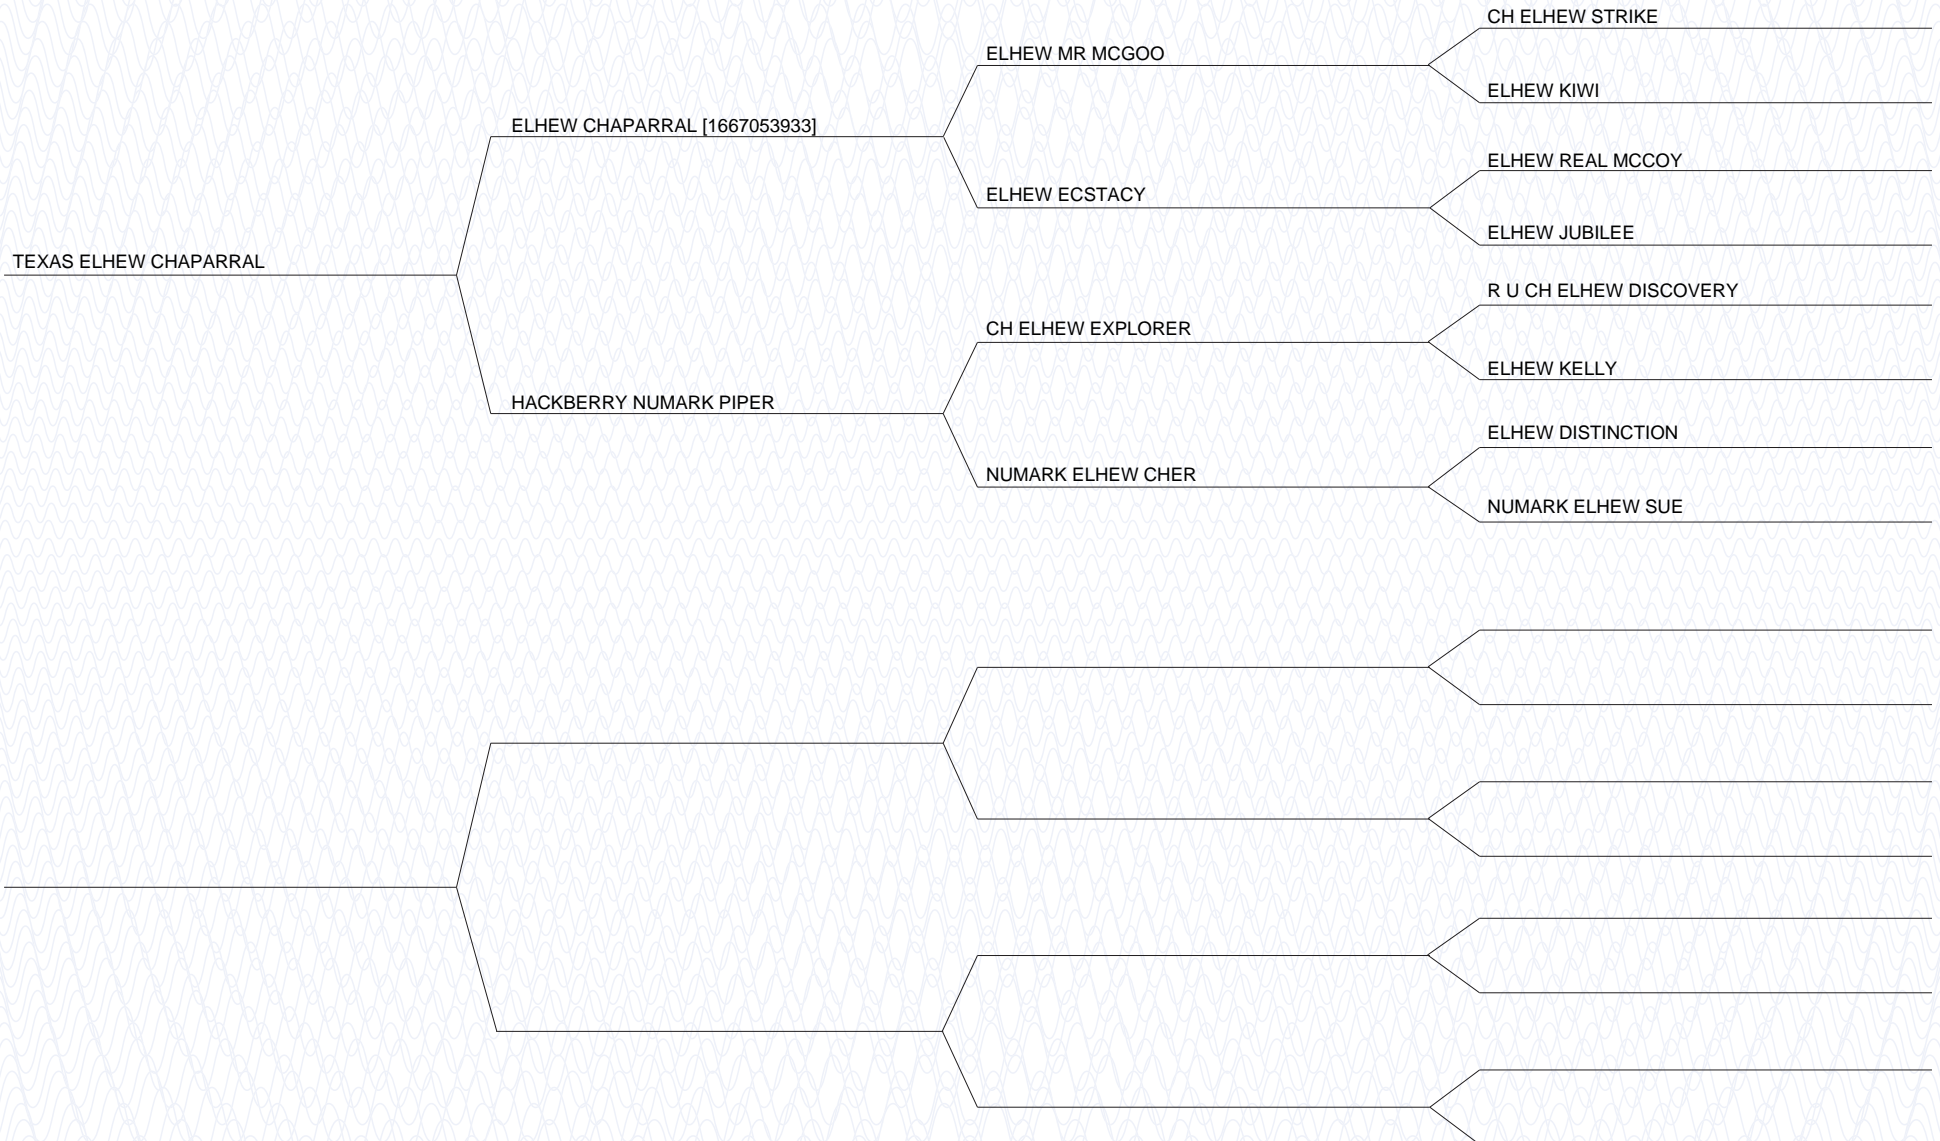 CH ELHEW STRIKE
ELHEW MR MCGOO
ELHEW KIWI
ELHEW CHAPARRAL [1667053933]
ELHEW REAL MCCOY
ELHEW ECSTACY
ELHEW JUBILEE
TEXAS ELHEW CHAPARRAL
R U CH ELHEW DISCOVERY
CH ELHEW EXPLORER
ELHEW KELLY
HACKBERRY NUMARK PIPER
ELHEW DISTINCTION
NUMARK ELHEW CHER
NUMARK ELHEW SUE